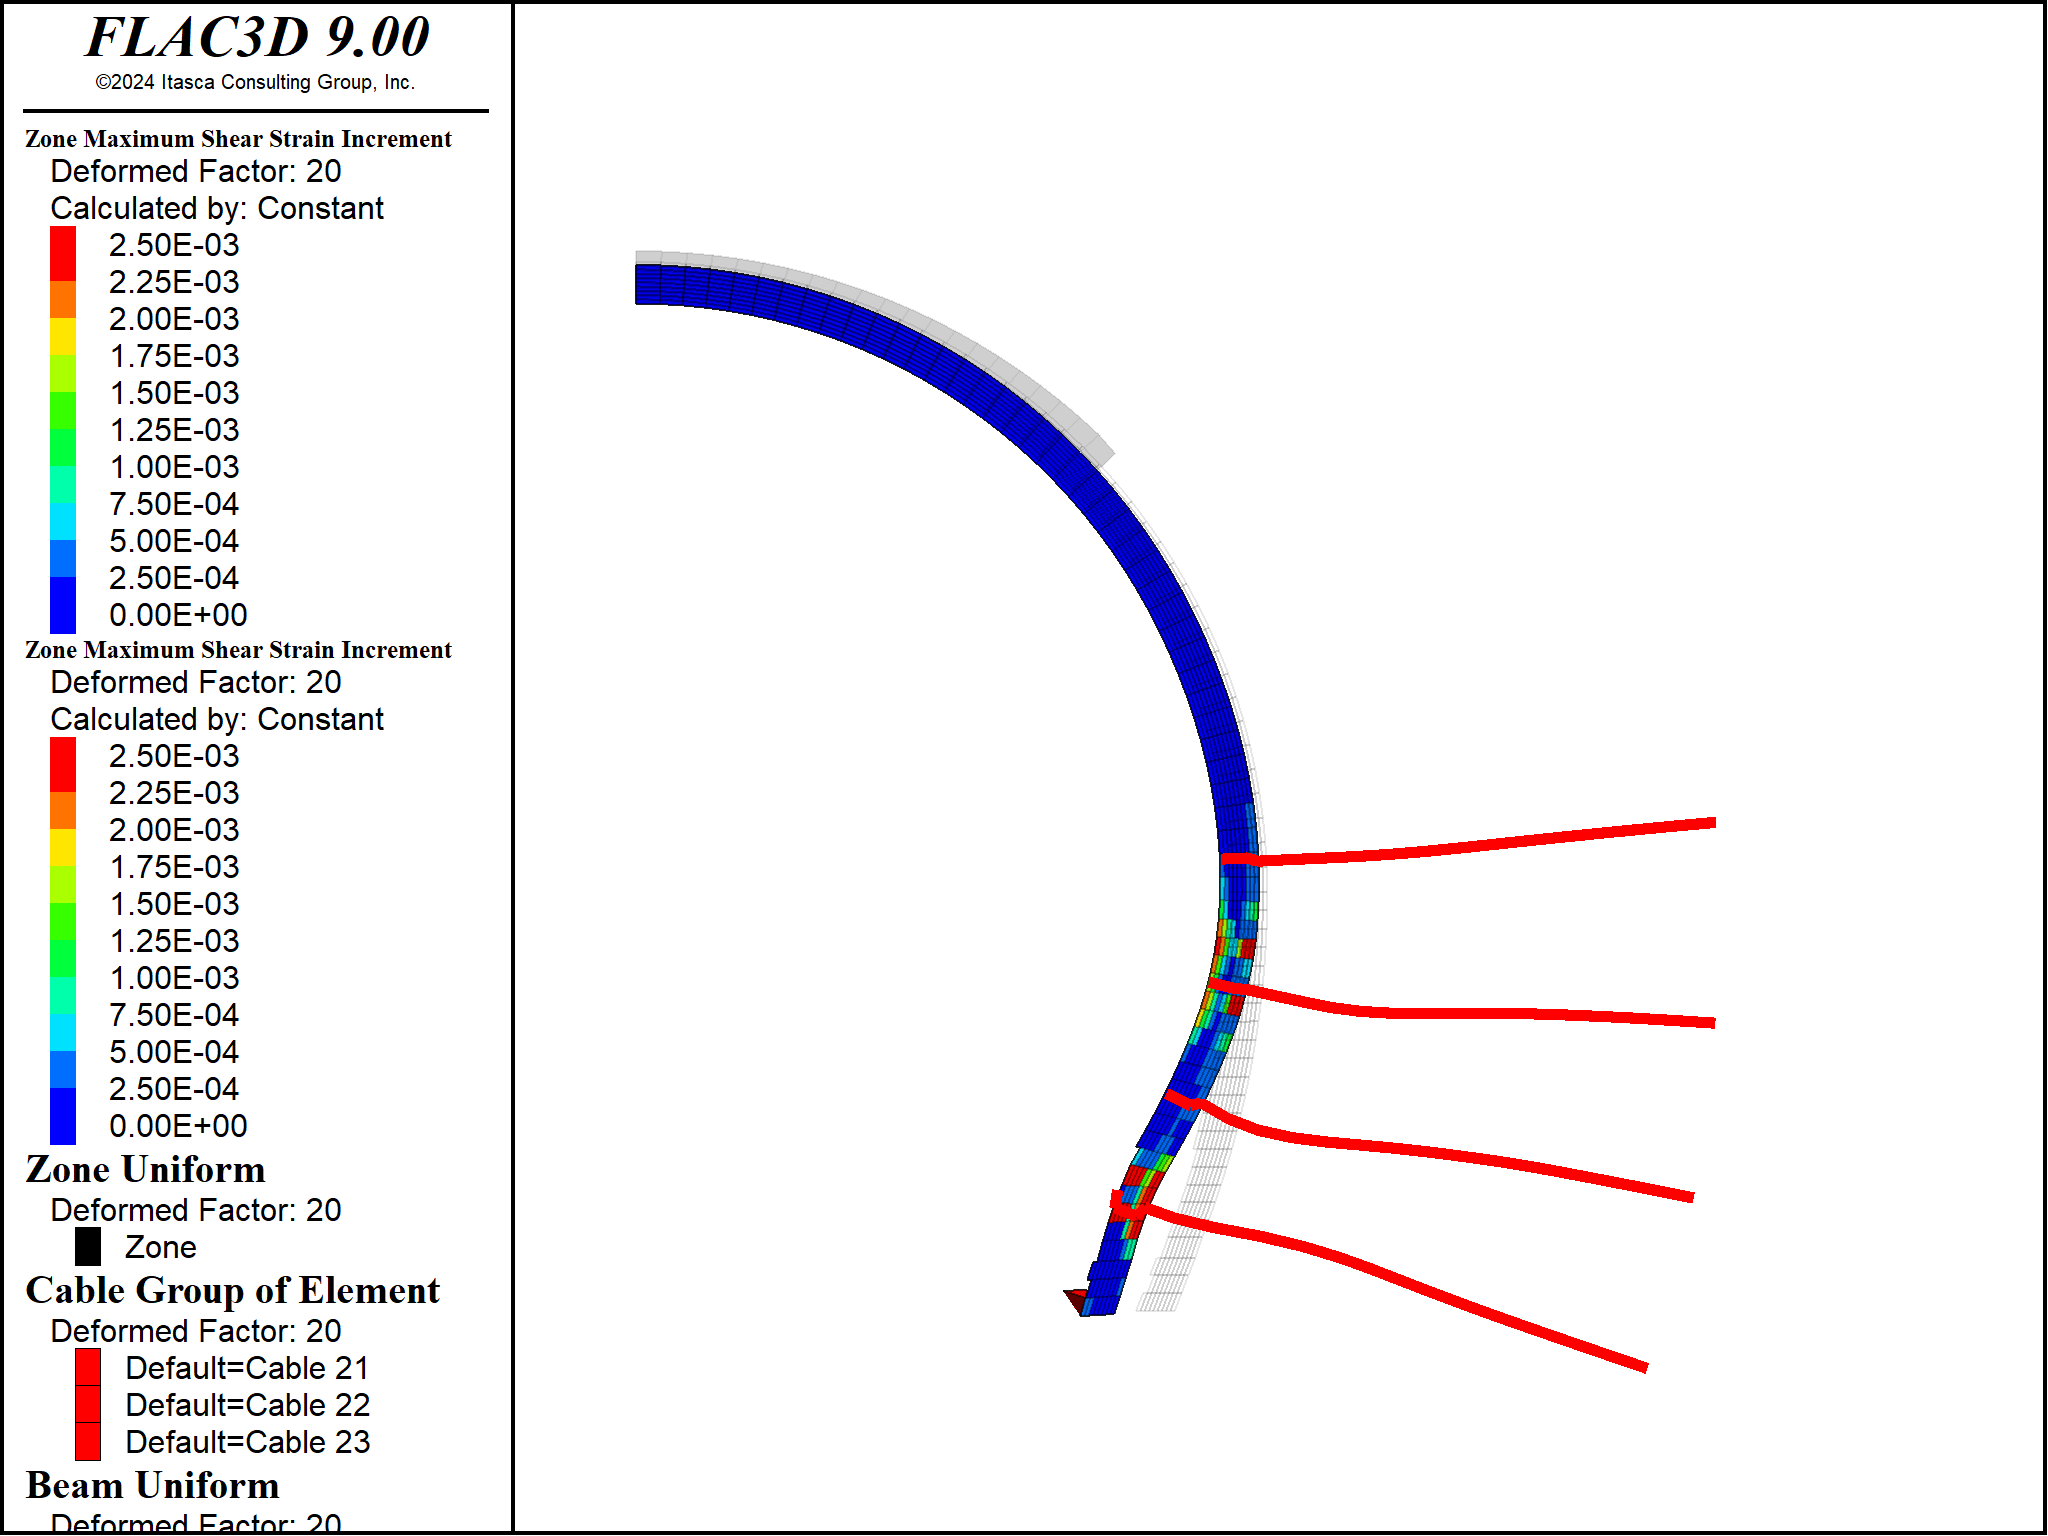 FLAC3D 9.00
©2024 Itasca Consulting Group, Inc.
Zone Maximum Shear Strain Increment
Deformed Factor: 20
Calculated by: Constant
2.50E-03
2.25E-03
2.00E-03
1.75E-03
1.50E-03
1.25E-03
1.00E-03
7.50E-04
5.00E-04
2.50E-04
0.00E+00
Zone Maximum Shear Strain Increment
Deformed Factor: 20
Calculated by: Constant
2.50E-03
2.25E-03
2.00E-03
1.75E-03
1.50E-03
1.25E-03
1.00E-03
7.50E-04
5.00E-04
2.50E-04
0.00E+00
Zone Uniform
Deformed Factor: 20
Zone
Cable Group of Element
Deformed Factor: 20
Default=Cable 21
Default=Cable 22
Default=Cable 23
Beam Uniform
Deformed Factor: 20